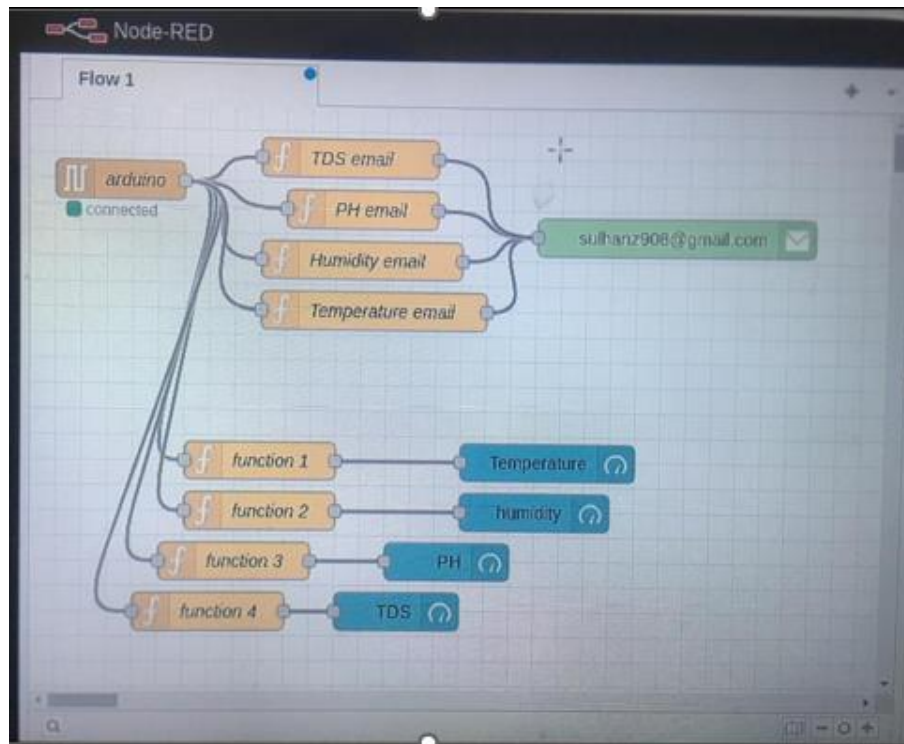 Node-RED
Flow 1
TDS email
arduino
connected
PH email
sulhanz908@gmail.com
Humidity email
Temperature email
function 1
Temperature
function 2
humidity
function 3
PH
function 4
TDS